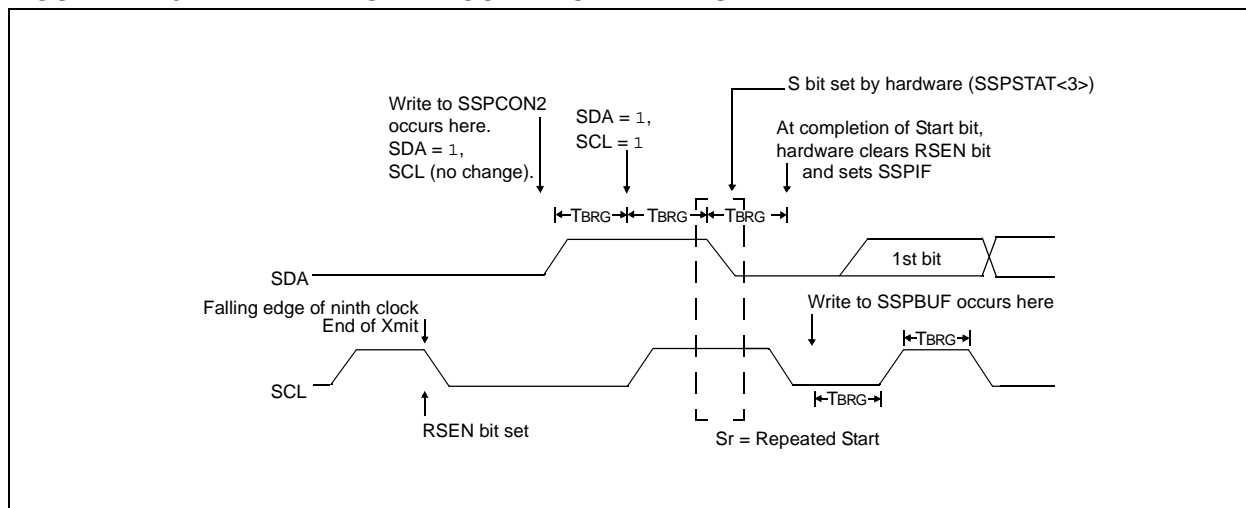 S bit set by hardware (SSPSTAT<3>)
Write to SSPCON2
occurs here.
SDA = 1,
SCL (no change).
SDA = 1,
SCL = 1
At completion of Start bit,
hardware clears RSEN bit
and sets SSPIF
TBRG
TBRG
TBRG
SDA
1st bit
Falling edge of ninth clock
End of Xmit
Write to SSPBUF occurs here
TBRG
SCL
TBRG
RSEN bit set
Sr = Repeated Start